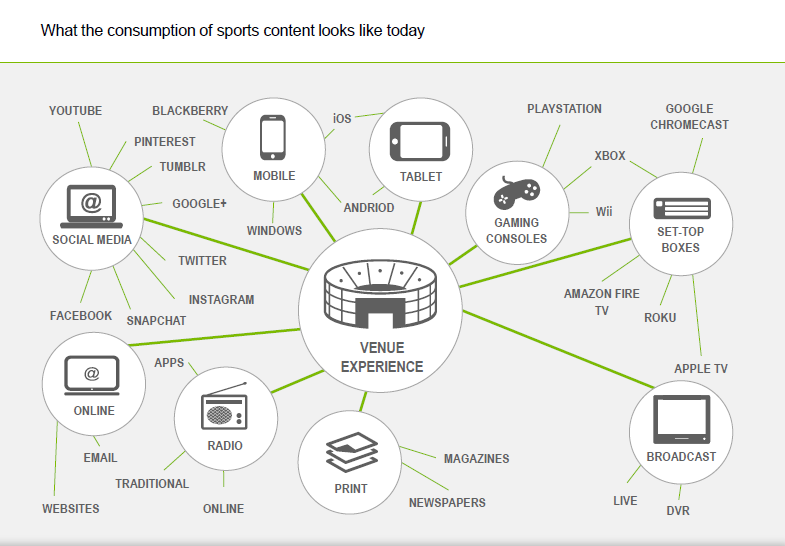 What the consumption of sports content looks like today
YOUTUBE
BLACKBERRY
iOS
PLAYSTATION
GOOGLE
CHROMECAST
PINTEREST
TUMBLR
GOOGLE+
MOBILE
TABLET
XBOX
@
SOCIAL MEDIA
WINDOWS
ANDRIOD
GAMING
CONSOLES
Wii
SET-TOP
BOXES
TWITTER
INSTAGRAM
FACEBOOK
SNAPCHAT
AMAZON FIRE
TV
ROKU
VENUE
EXPERIENCE
APPS
APPLE TV
@
ONLINE
RADIO
EMAIL
PRINT
MAGAZINES
BROADCAST
TRADITIONAL
WEBSITES
ONLINE
NEWSPAPERS
LIVE
DVR